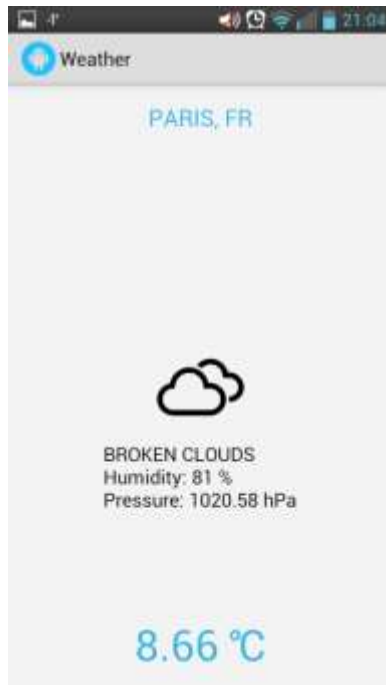 21:04
Weather
PARIS, FR
BROKEN CLOUDS
Humidity: 81 %
Pressure: 1020.58 hPa
8.66 °C